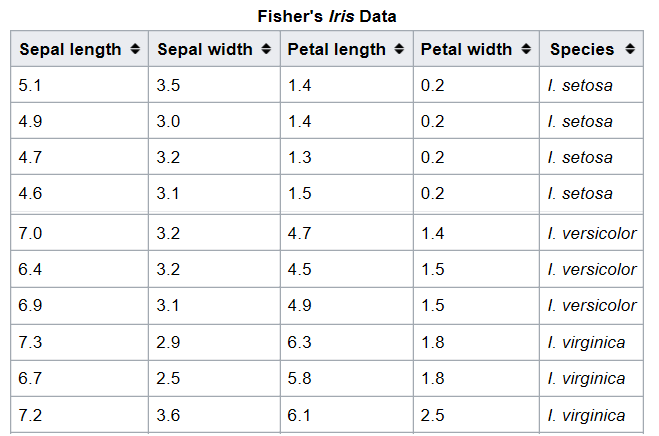 Fisher's Iris Data
Sepal length Sepal width Petal length Petal width Species
5.1 3.5 1.4 0.2 I. setosa
4.9 3.0 1.4 0.2 I. setosa
4.7 3.2 1.3 0.2 I. setosa
4.6 3.1 1.5 0.2 I. setosa
7.0 3.2 4.7 1.4 I. versicolor
6.4 3.2 4.5 1.5 I. versicolor
6.9 3.1 4.9 1.5 I. versicolor
7.3 2.9 6.3 1.8 I. virginica
6.7 2.5 5.8 1.8 I. virginica
7.2 3.6 6.1 2.5 I. virginica